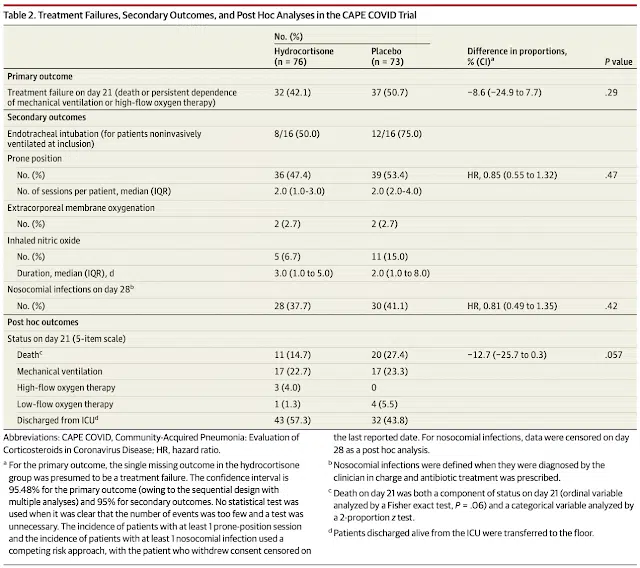 Table 2. Treatment Failures, Secondary Outcomes, and Post Hoc Analyses in the CAPE COVID Trial
No. (%)
Hydrocortisone (n = 76) Placebo (n = 73) Difference in proportions, % (CI)a P value
Primary outcome
Treatment failure on day 21 (death or persistent dependence of mechanical ventilation or high-flow oxygen therapy) 32 (42.1) 37 (50.7) −8.6 (−24.9 to 7.7) .29
Secondary outcomes
Endotracheal intubation (for patients noninvasively ventilated at inclusion) 8/16 (50.0) 12/16 (75.0)
Prone position
No. (%) 36 (47.4) 39 (53.4) HR, 0.85 (0.55 to 1.32) .47
No. of sessions per patient, median (IQR) 2.0 (1.0-3.0) 2.0 (2.0-4.0)
Extracorporeal membrane oxygenation
No. (%) 2 (2.7) 2 (2.7)
Inhaled nitric oxide
No. (%) 5 (6.7) 11 (15.0)
Duration, median (IQR), d 3.0 (1.0 to 5.0) 2.0 (1.0 to 8.0)
Nosocomial infections on day 28b
No. (%) 28 (37.7) 30 (41.1) HR, 0.81 (0.49 to 1.35) .42
Post hoc outcomes
Status on day 21 (5-item scale)
Deathc 11 (14.7) 20 (27.4) −12.7 (−25.7 to 0.3) .057
Mechanical ventilation 17 (22.7) 17 (23.3)
High-flow oxygen therapy 3 (4.0) 0
Low-flow oxygen therapy 1 (1.3) 4 (5.5)
Discharged from ICUd 43 (57.3) 32 (43.8)
Abbreviations: CAPE COVID, Community-Acquired Pneumonia: Evaluation of
Corticosteroids in Coronavirus Disease; HR, hazard ratio.
a For the primary outcome, the single missing outcome in the hydrocortisone
group was presumed to be a treatment failure. The confidence interval is
95.48% for the primary outcome (owing to the sequential design with
multiple analyses) and 95% for secondary outcomes. No statistical test was
used when it was clear that the number of events was too few and a test was
unnecessary. The incidence of patients with at least 1 prone-position session
and the incidence of patients with at least 1 nosocomial infection used a
competing risk approach, with the patient who withdrew consent censored on
the last reported date. For nosocomial infections, data were censored on day
28 as a post hoc analysis.
b Nosocomial infections were defined when they were diagnosed by the
clinician in charge and antibiotic treatment was prescribed.
c Death on day 21 was both a component of status on day 21 (ordinal variable
analyzed by a Fisher exact test, P = .06) and a categorical variable analyzed by
a 2-proportion z test.
d Patients discharged alive from the ICU were transferred to the floor.